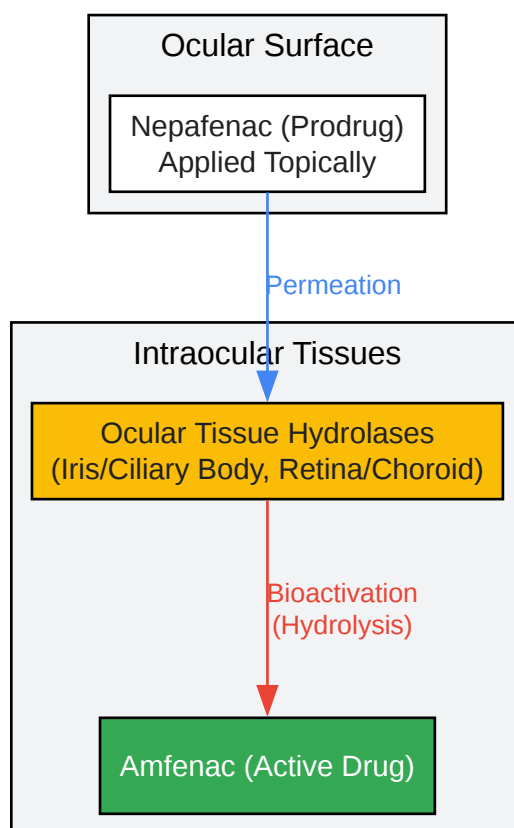 Ocular Surface
Nepafenac (Prodrug)
Applied Topically
Permeation
Intraocular Tissues
Ocular Tissue Hydrolases
(Iris/Ciliary Body, Retina/Choroid)
Bioactivation
(Hydrolysis)
Amfenac (Active Drug)